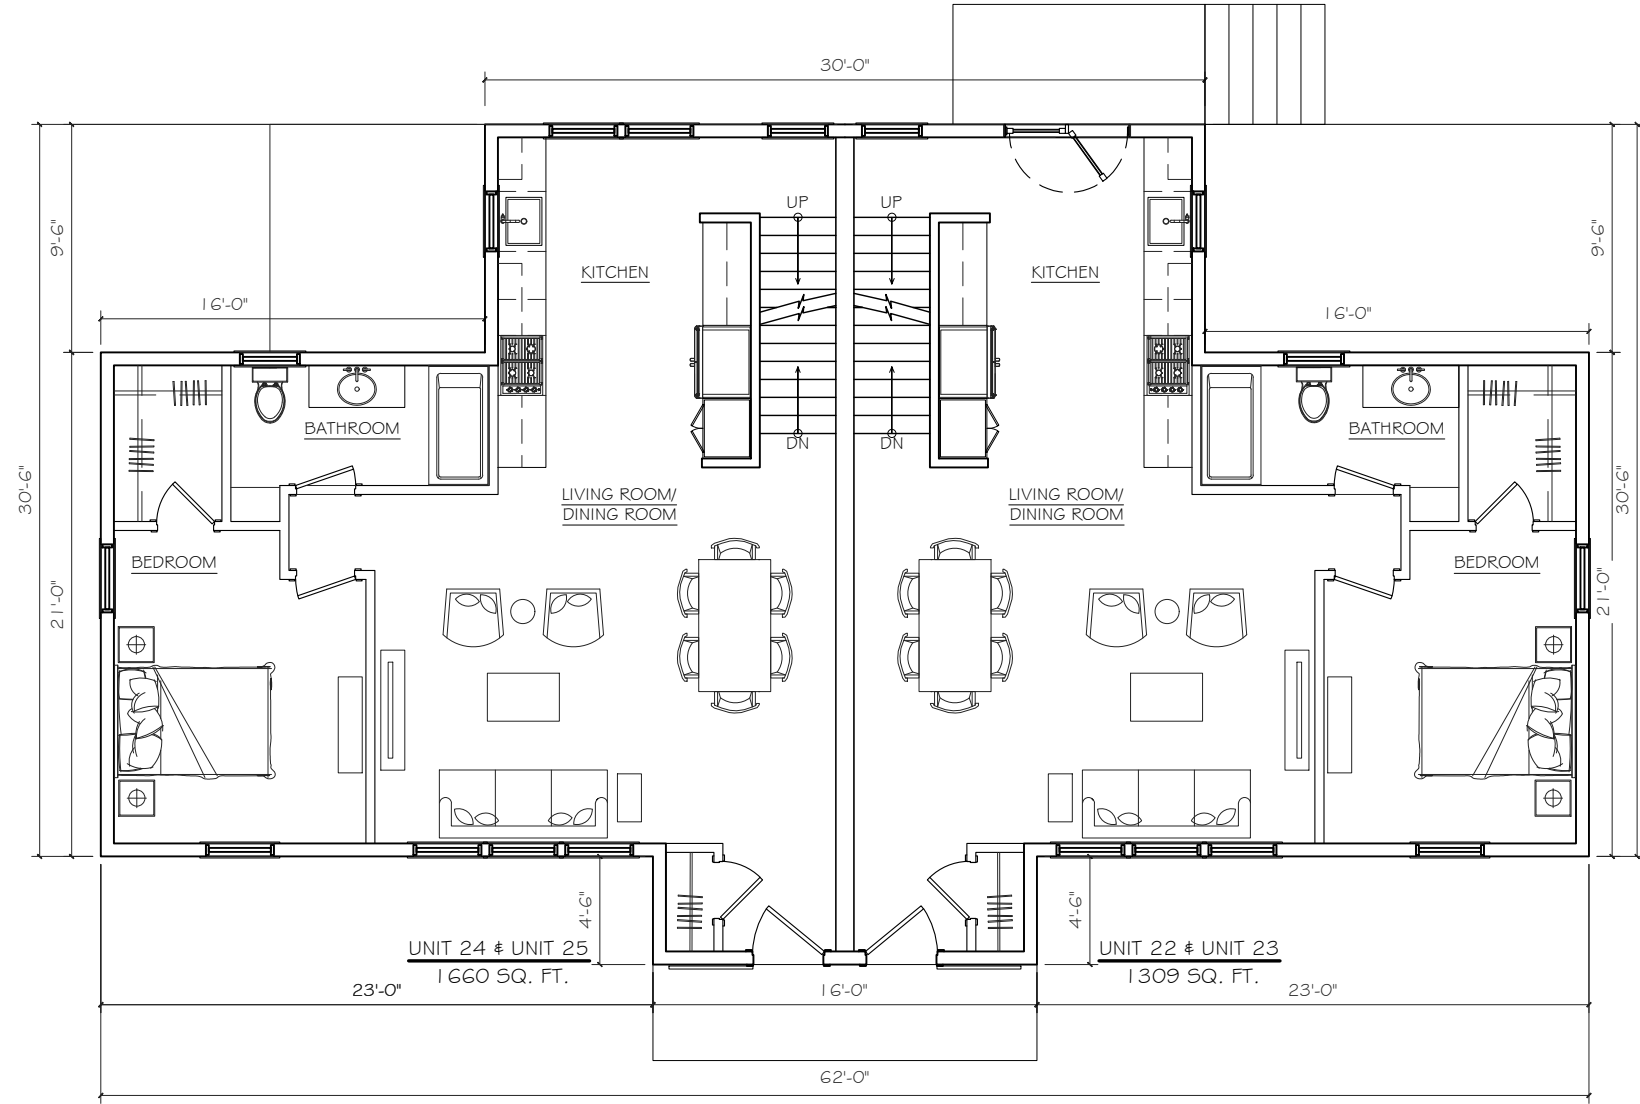 30'-0"
UP
UP
9'-6"
9'-6"
KITCHEN
KITCHEN
16'-0"
16'-0"
BATHROOM
BATHROOM
DN
DN
30'-6"
30'-6"
LIVING ROOM/
DINING ROOM
LIVING ROOM/
DINING ROOM
BEDROOM
BEDROOM
21'-0"
21'-0"
4'-6"
4'-6"
UNIT 24 & UNIT 25
1660 SQ. FT.
UNIT 22 & UNIT 23
1309 SQ. FT.
23'-0"
16'-0"
23'-0"
62'-0"